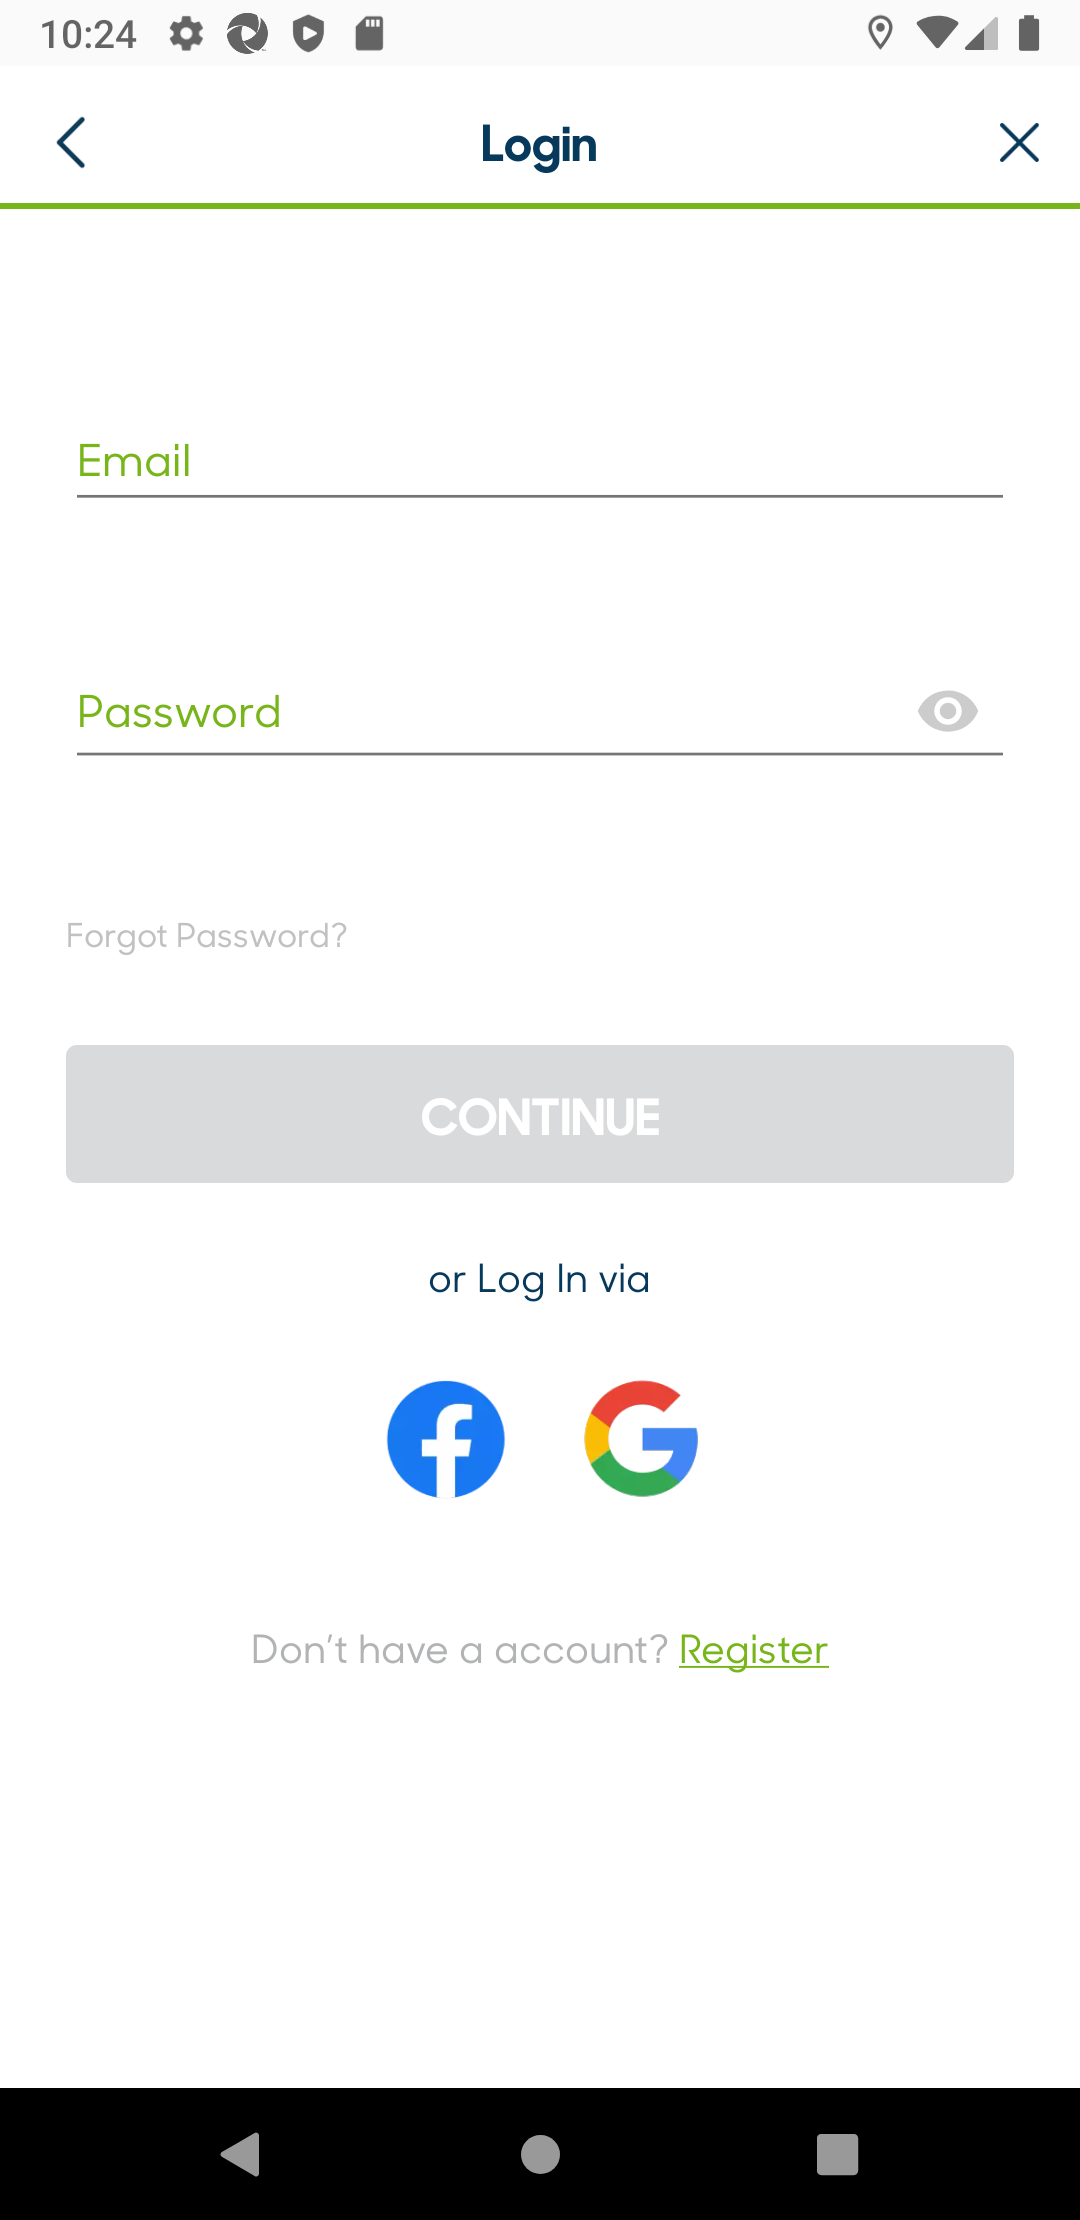 10:24
Login
Email
Password
Forgot Password?
CONTINUE
or Log In via
Don't have a account? Register